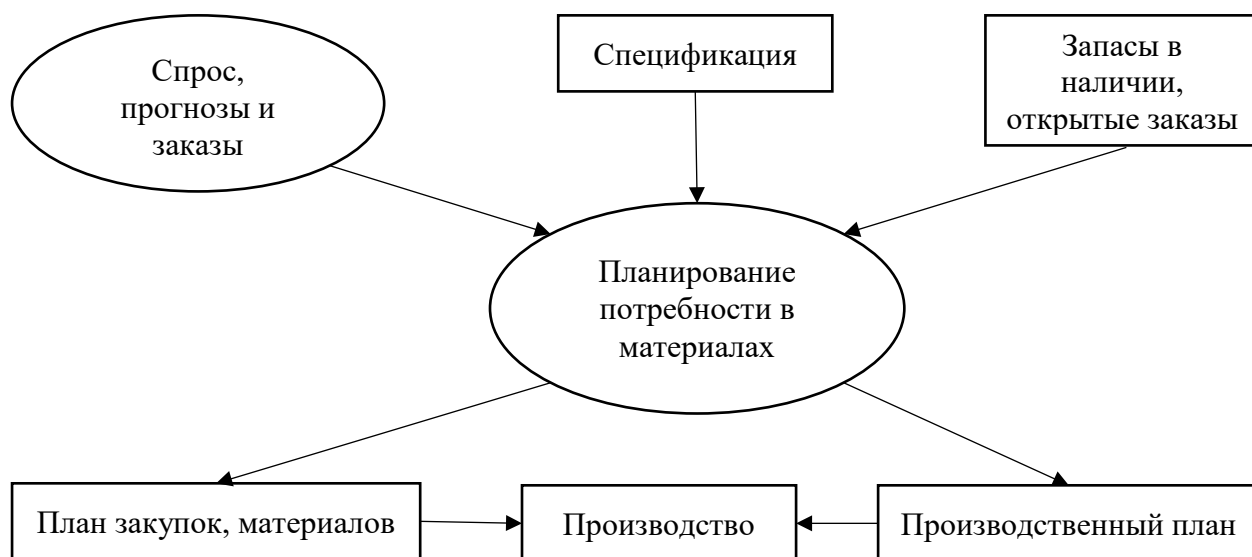 Спрос,
прогнозы и
заказы
Спецификация
Запасы в
наличии,
открытые заказы
Планирование
потребности в
материалах
План закупок, материалов
Производство
Производственный план